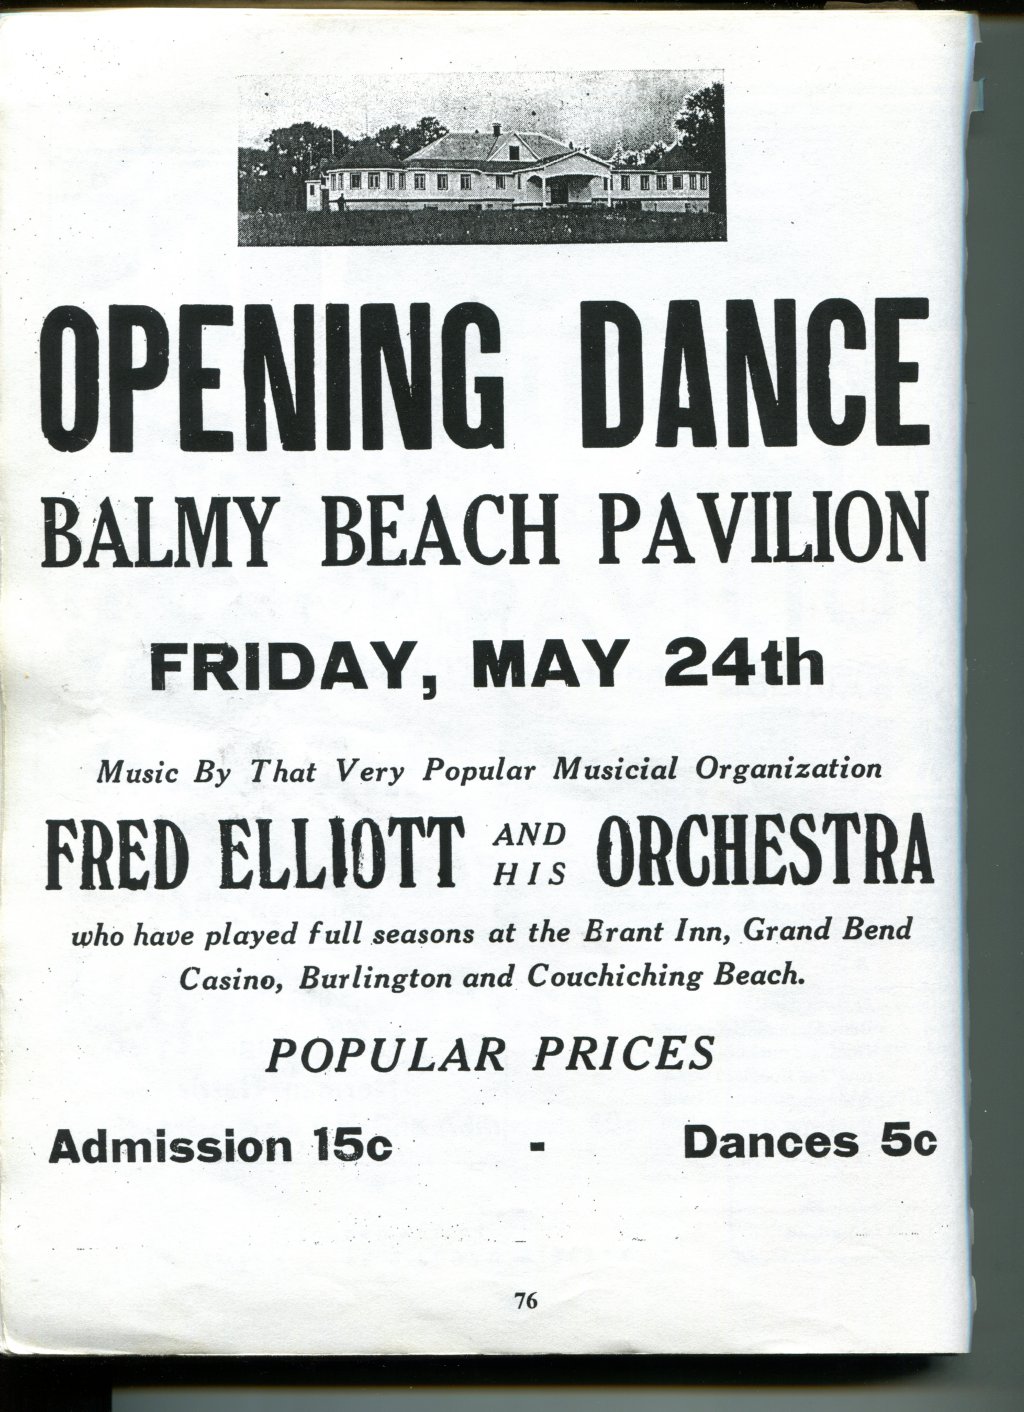 OPENING DANCE
BALMY BEACH PAVILION
FRIDAY, MAY 24th
Music By That Very Popular Musicial Organization
FRED ELLIOTT AND HIS ORCHESTRA
who have played full seasons at the Brant Inn, Grand Bend
Casino, Burlington and Couchiching Beach.
POPULAR PRICES
Admission 15c - Dances 5c
76